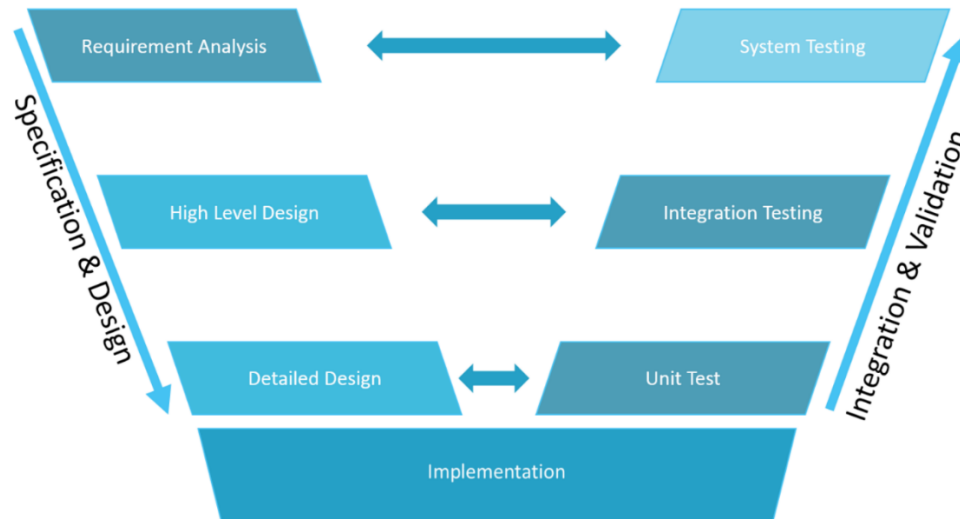 Requirement Analysis
System Testing
Specification & Design
High Level Design
Integration Testing
Integration & Validation
Detailed Design
Unit Test
Implementation